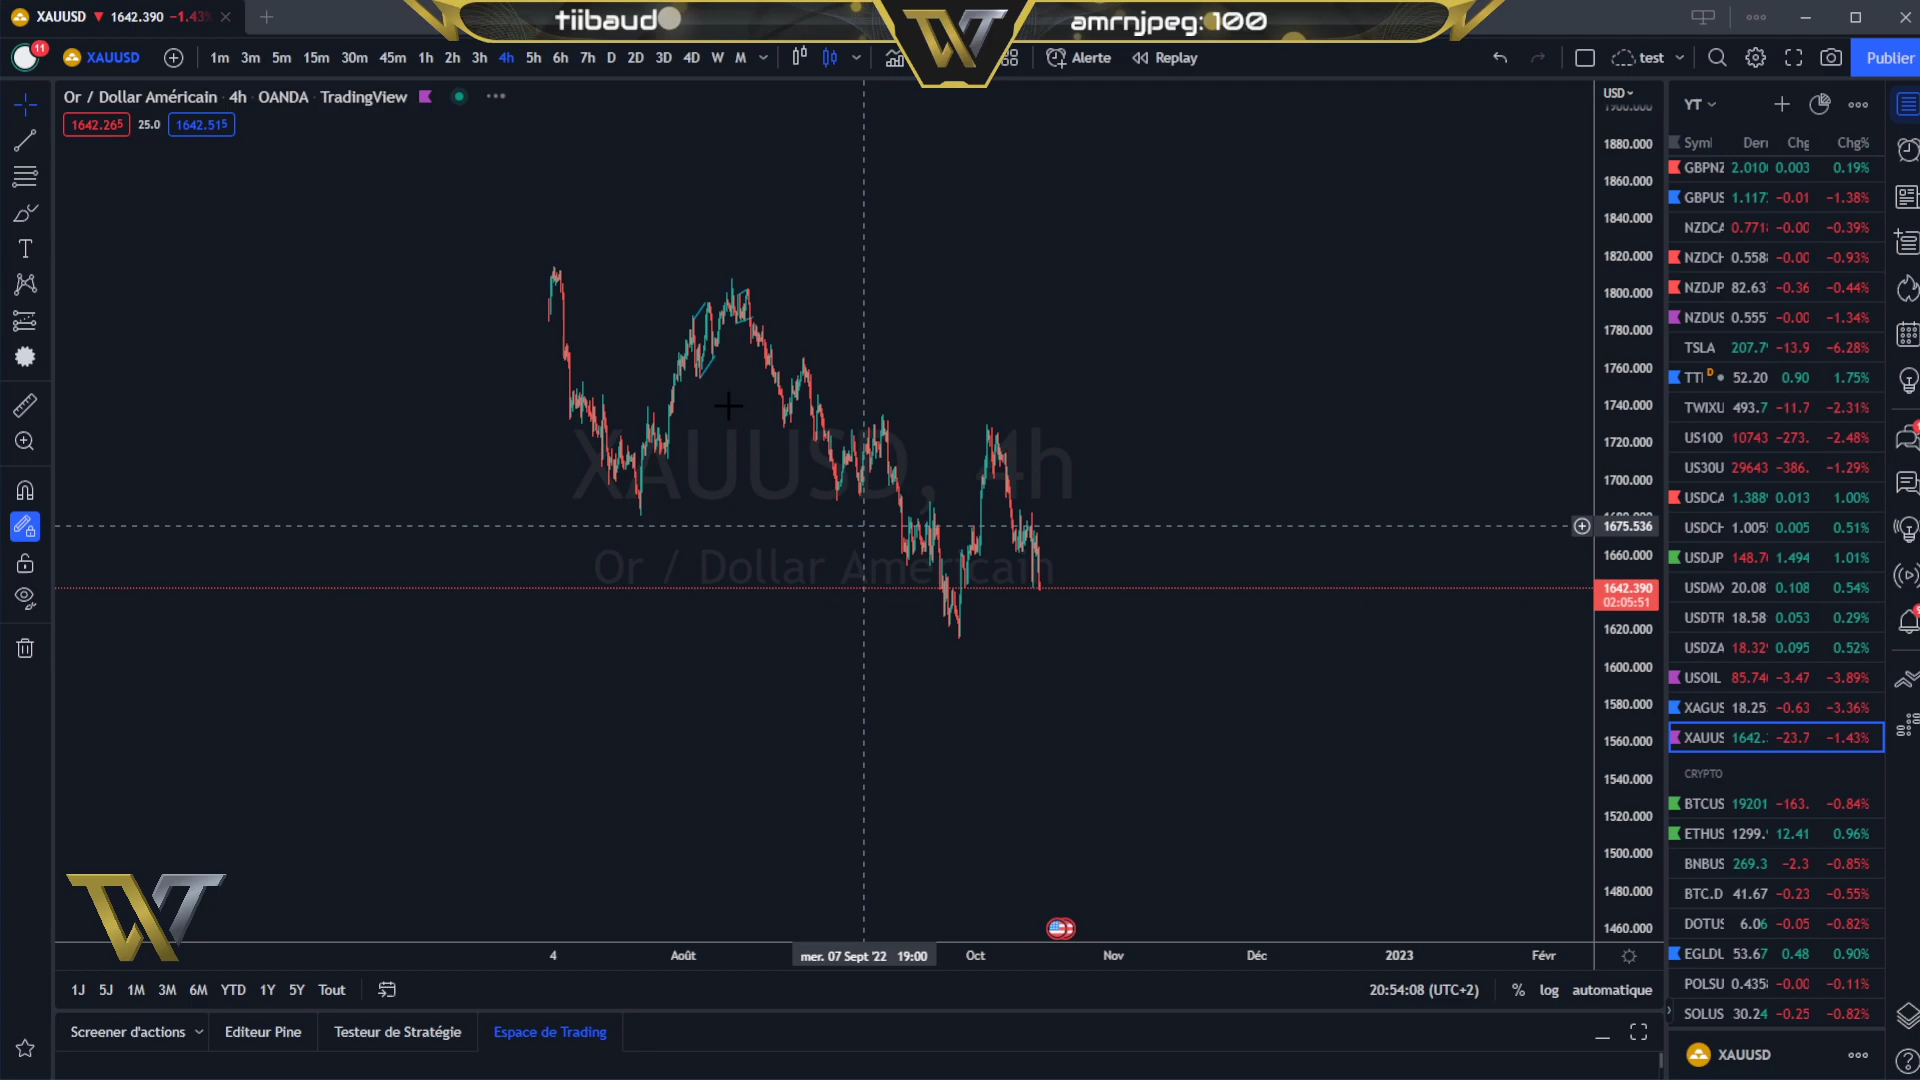 XAUUSD ▼ 1642.390 −1.43%
tiibaud
amrnjpeg: 100
11
XAUUSD
1m 3m 5m 15m 30m 45m 1h 2h 3h 4h 5h 6h 7h D 2D 3D 4D W M
Alerte
Replay
test
Publier
Or / Dollar Américain · 4h · OANDA · TradingView
1642.265 25.0 1642.515
XAUUSD, 4h
Or / Dollar Américain
USD
1880.000
1860.000
1840.000
1820.000
1800.000
1780.000
1760.000
1740.000
1720.000
1700.000
1675.536
1660.000
1642.390
02:05:51
1620.000
1600.000
1580.000
1560.000
1540.000
1520.000
1500.000
1480.000
1460.000
4 Août mer. 07 Sept '22 19:00 Oct Nov Déc 2023 Févr
1J 5J 1M 3M 6M YTD 1Y 5Y Tout
20:54:08 (UTC+2) % log automatique
Screener d'actions Editeur Pine Testeur de Stratégie Espace de Trading
YT
Syml Deri Chg Chg%
GBPNZ 2.010 0.003 0.19%
GBPUS 1.117 −0.01 −1.38%
NZDCA 0.771 −0.00 −0.39%
NZDCH 0.558 −0.00 −0.93%
NZDJP 82.63 −0.36 −0.44%
NZDUS 0.555 −0.00 −1.34%
TSLA 207.7 −13.9 −6.28%
TTI D 52.20 0.90 1.75%
TWIXU 493.7 −11.7 −2.31%
US100 10743 −273. −2.48%
US30U 29643 −386. −1.29%
USDCA 1.388 0.013 1.00%
USDCH 1.005 0.005 0.51%
USDJP 148.7 1.494 1.01%
USDMX 20.08 0.108 0.54%
USDTR 18.58 0.053 0.29%
USDZA 18.32 0.095 0.52%
USOIL 85.74 −3.47 −3.89%
XAGUS 18.25 −0.63 −3.36%
XAUUS 1642. −23.7 −1.43%
CRYPTO
BTCUS 19201 −163. −0.84%
ETHUS 1299. 12.41 0.96%
BNBUS 269.3 −2.3 −0.85%
BTC.D 41.67 −0.23 −0.55%
DOTUS 6.06 −0.05 −0.82%
EGLDU 53.67 0.48 0.90%
POLSU 0.435 −0.00 −0.11%
SOLUS 30.24 −0.25 −0.82%
XAUUSD